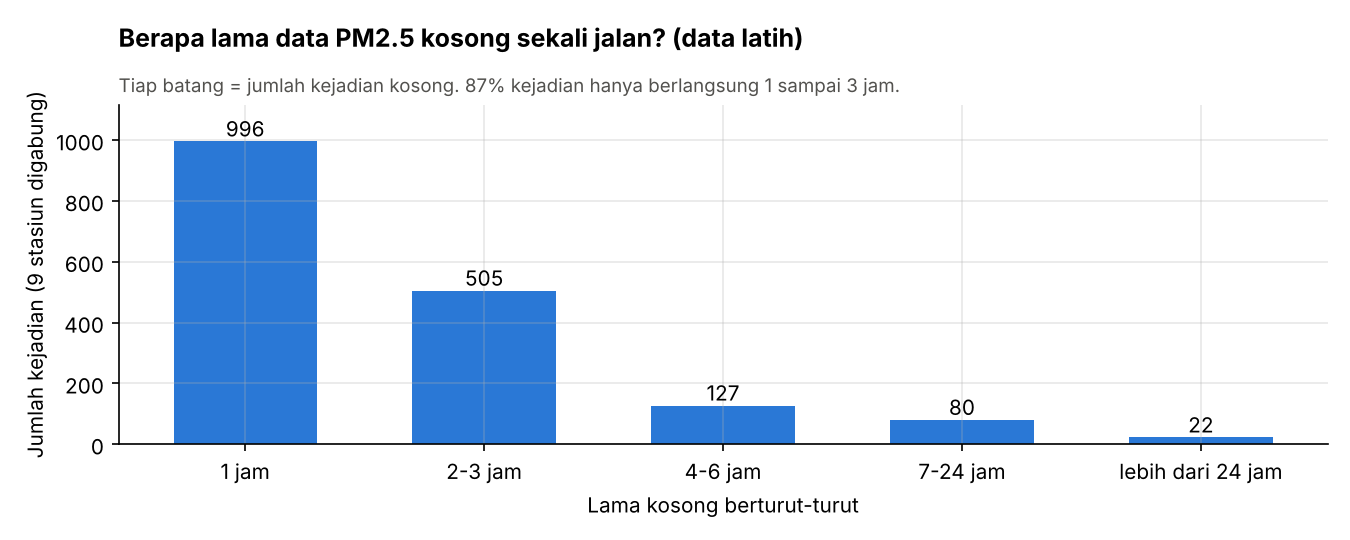 Berapa lama data PM2.5 kosong sekali jalan? (data latih)
Tiap batang = jumlah kejadian kosong. 87% kejadian hanya berlangsung 1 sampai 3 jam.
Jumlah kejadian (9 stasiun digabung)
1000
800
600
400
200
0
996
505
127
80
22
1 jam
2-3 jam
4-6 jam
7-24 jam
lebih dari 24 jam
Lama kosong berturut-turut